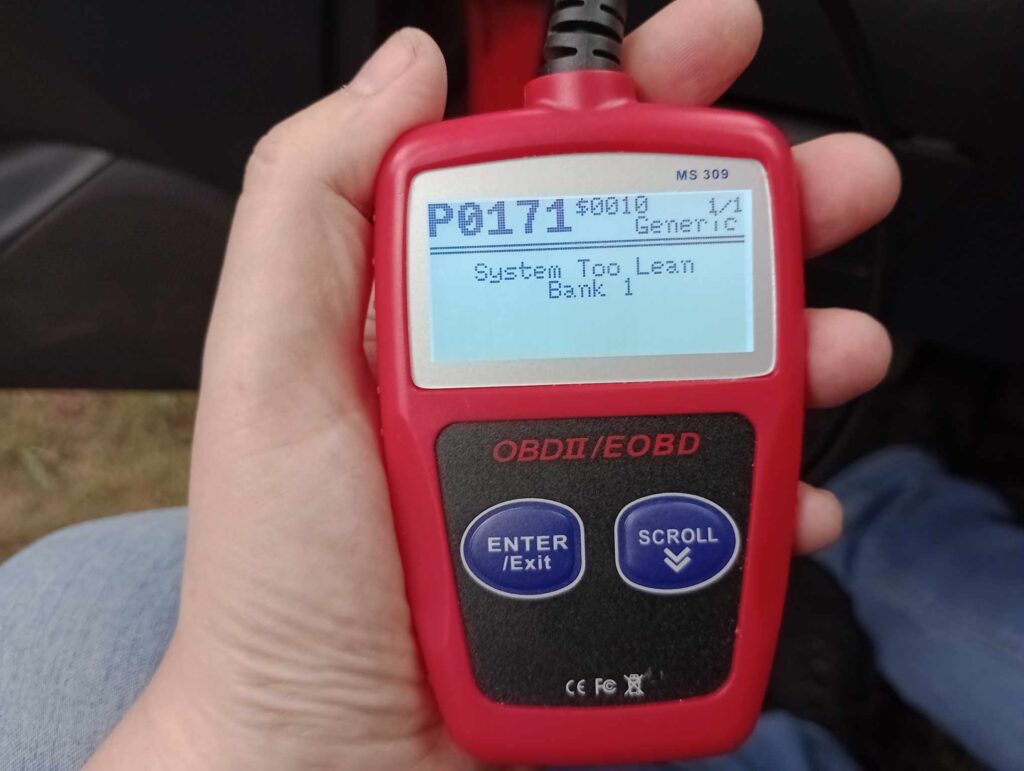 MS 309
P0171 $0010 1/1
Generic
System Too Lean
Bank 1
OBDII/EOBD
ENTER
/Exit
SCROLL
CE FC